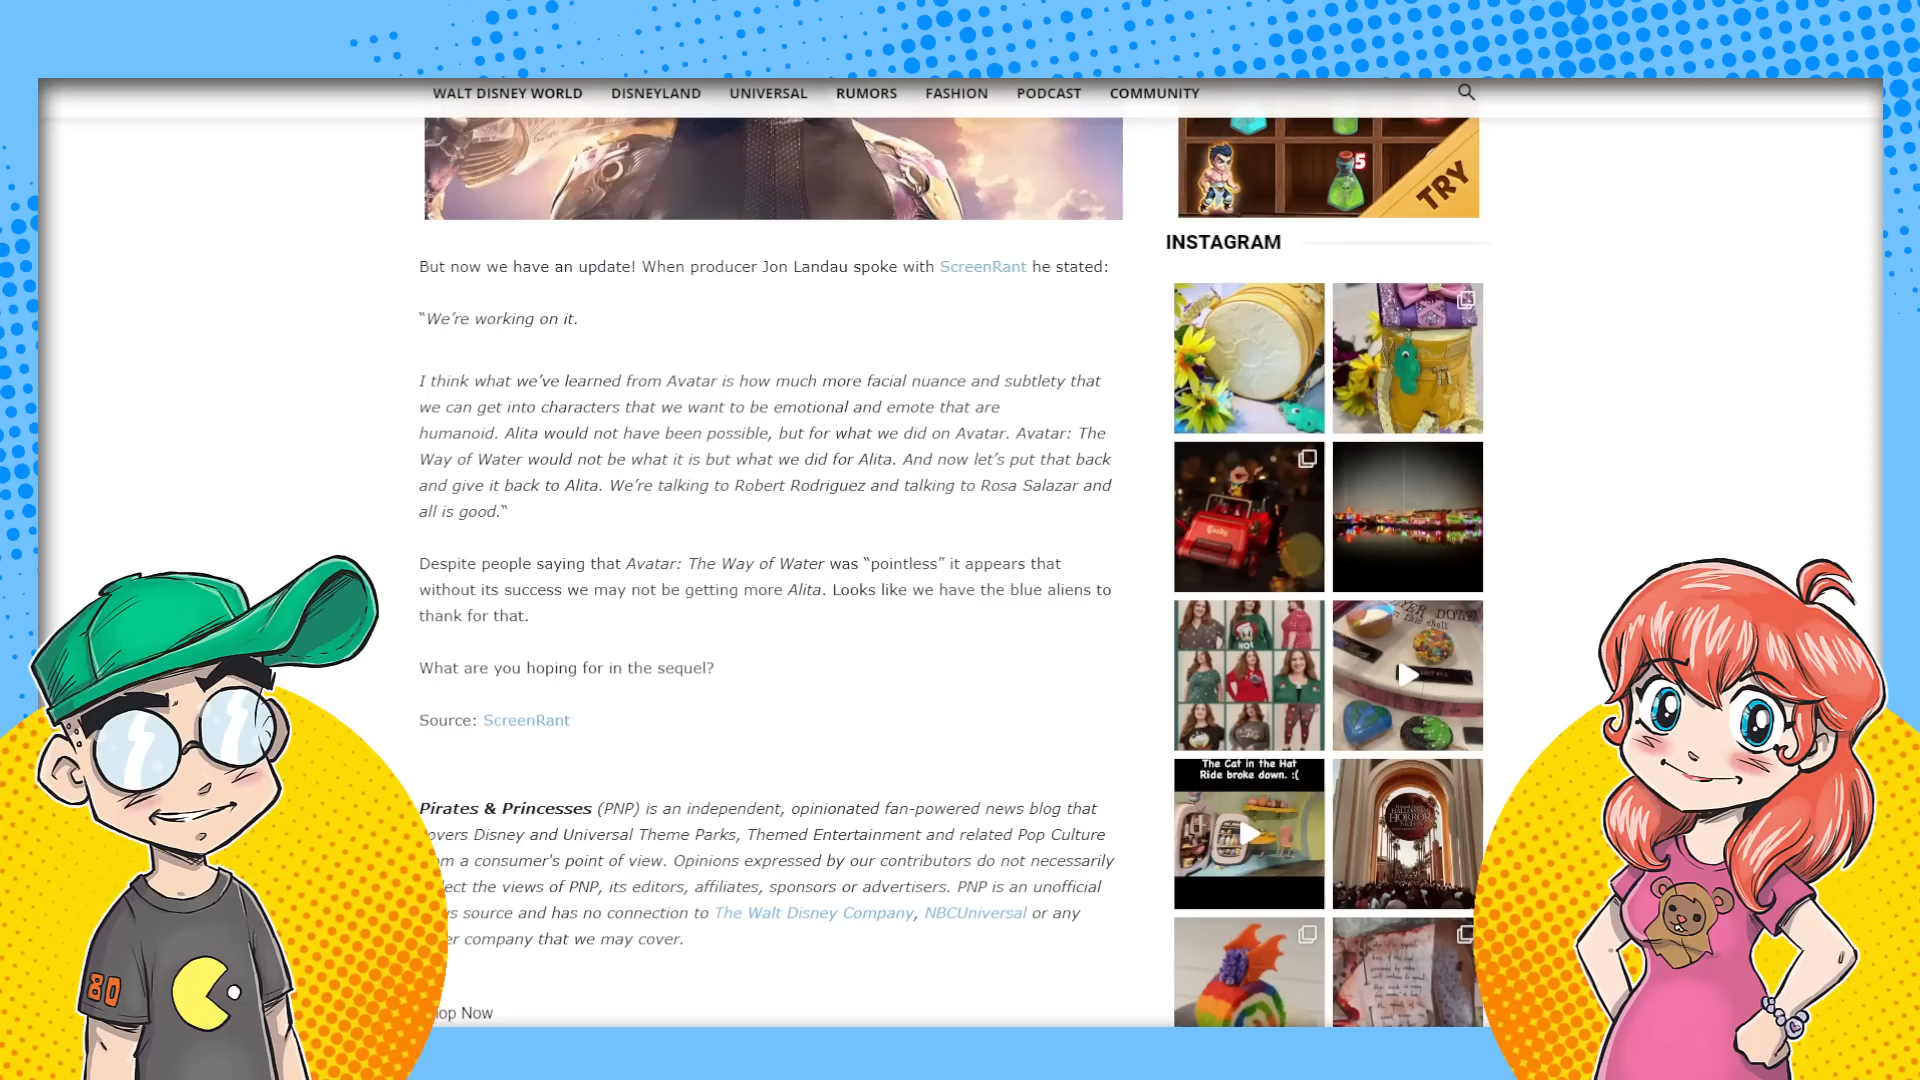 WALT DISNEY WORLD DISNEYLAND UNIVERSAL RUMORS FASHION PODCAST COMMUNITY
5
TRY
INSTAGRAM
But now we have an update! When producer Jon Landau spoke with ScreenRant he stated:
“We’re working on it.
I think what we’ve learned from Avatar is how much more facial nuance and subtlety that
we can get into characters that we want to be emotional and emote that are
humanoid. Alita would not have been possible, but for what we did on Avatar. Avatar: The
Way of Water would not be what it is but what we did for Alita. And now let’s put that back
and give it back to Alita. We’re talking to Robert Rodriguez and talking to Rosa Salazar and
all is good.“
Despite people saying that Avatar: The Way of Water was “pointless” it appears that
without its success we may not be getting more Alita. Looks like we have the blue aliens to
thank for that.
What are you hoping for in the sequel?
Source: ScreenRant
The Cat in the Hat
Ride broke down. :(
HALLOWEEN
HORROR
Pirates & Princesses (PNP) is an independent, opinionated fan-powered news blog that
overs Disney and Universal Theme Parks, Themed Entertainment and related Pop Culture
om a consumer's point of view. Opinions expressed by our contributors do not necessarily
lect the views of PNP, its editors, affiliates, sponsors or advertisers. PNP is an unofficial
s source and has no connection to The Walt Disney Company, NBCUniversal or any
er company that we may cover.
op Now
80